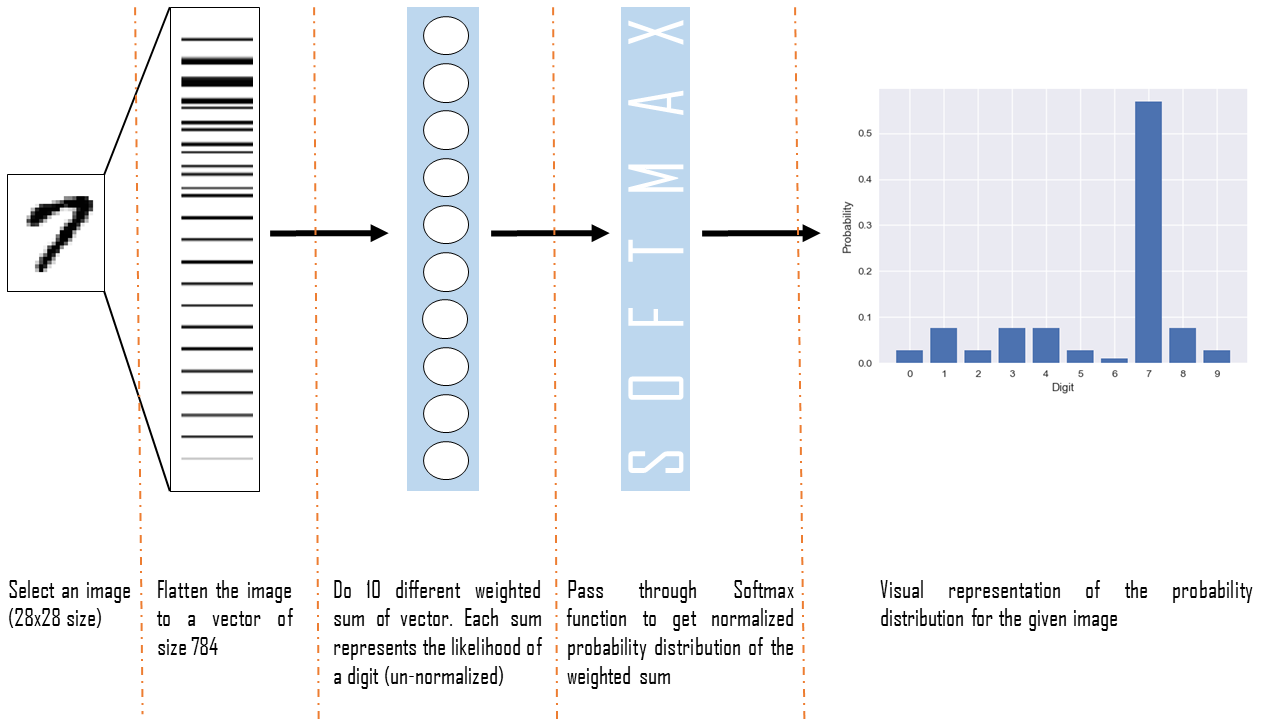 SOFTMAX
0.5
0.4
0.3
0.2
0.1
0.0
Probability
0 1 2 3 4 5 6 7 8 9
Digit
Select an image
(28x28 size)
Flatten the image
to a vector of
size 784
Do 10 different weighted
sum of vector. Each sum
represents the likelihood of
a digit (un-normalized)
Pass through Softmax
function to get normalized
probability distribution of the
weighted sum
Visual representation of the probability
distribution for the given image